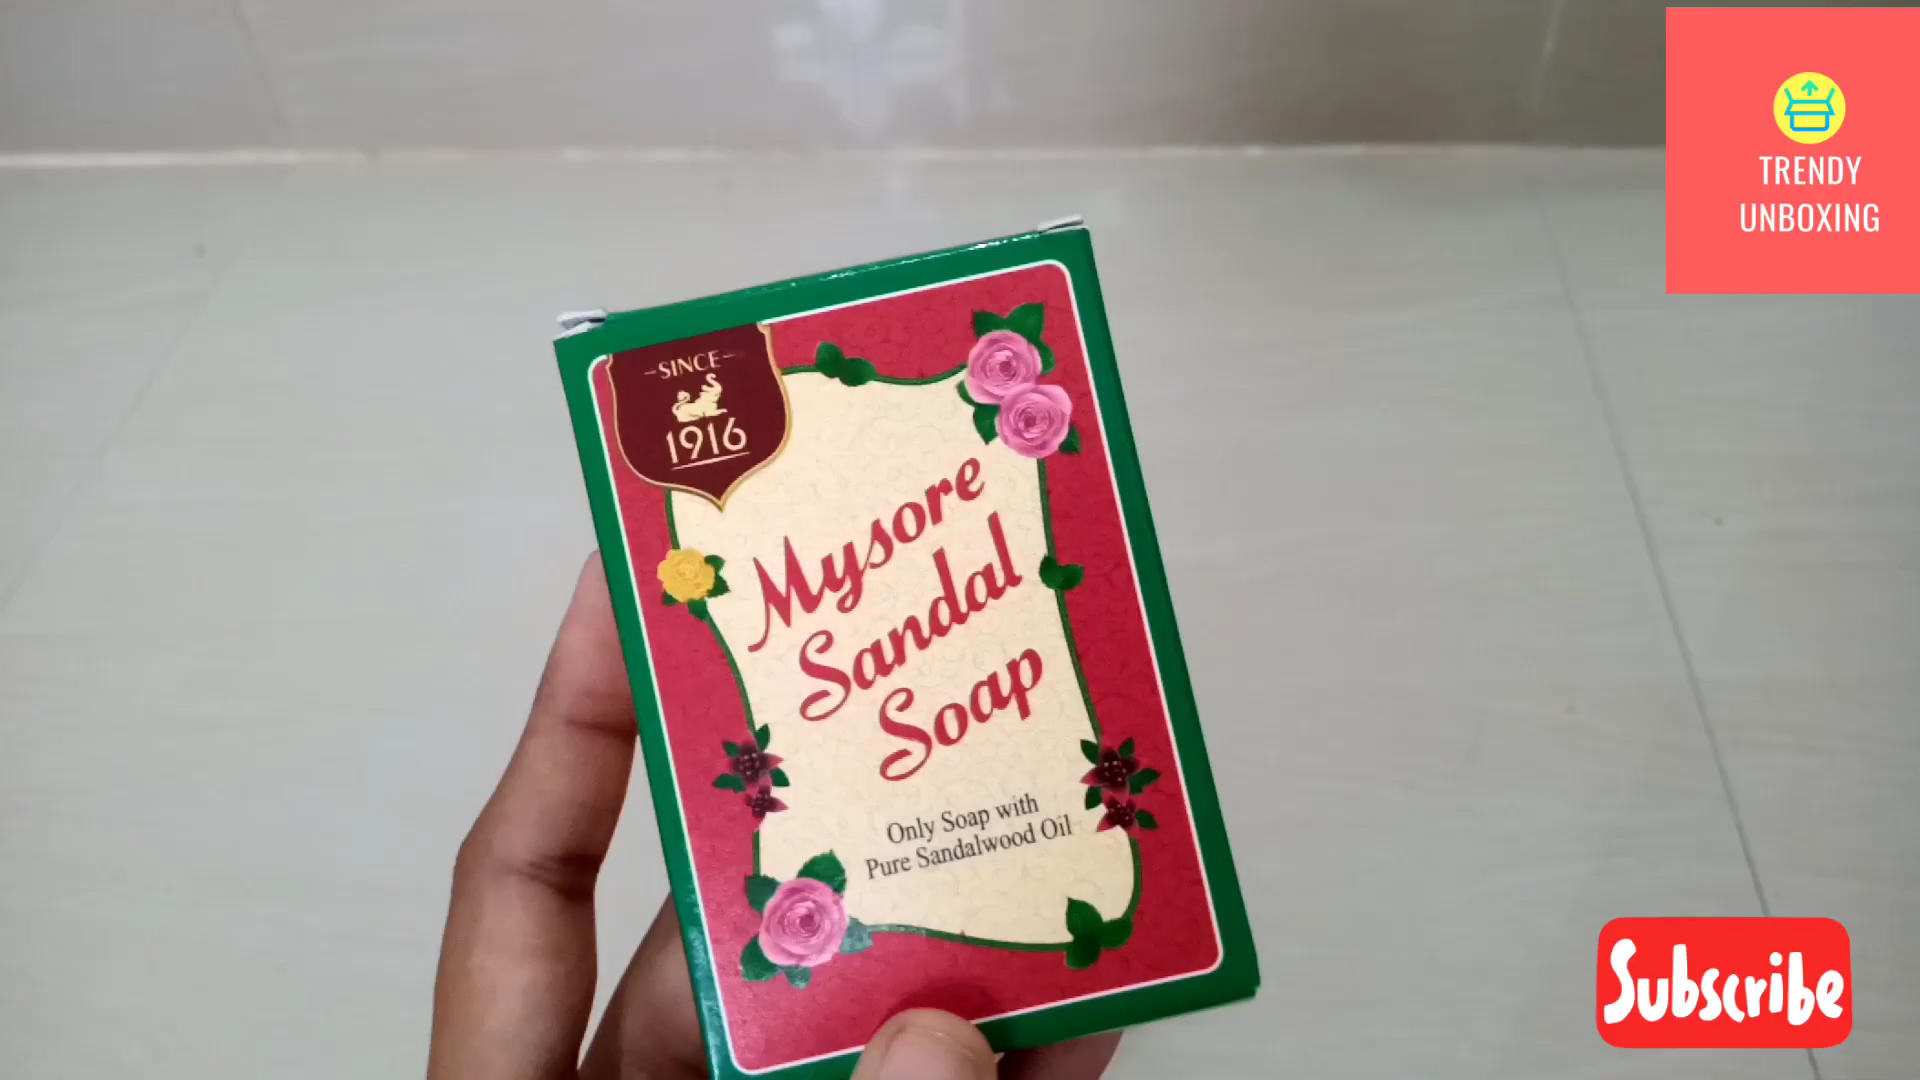 TRENDY
UNBOXING
-SINCE-
1916
Mysore
Sandal
Soap
Only Soap with
Pure Sandalwood Oil
Subscribe